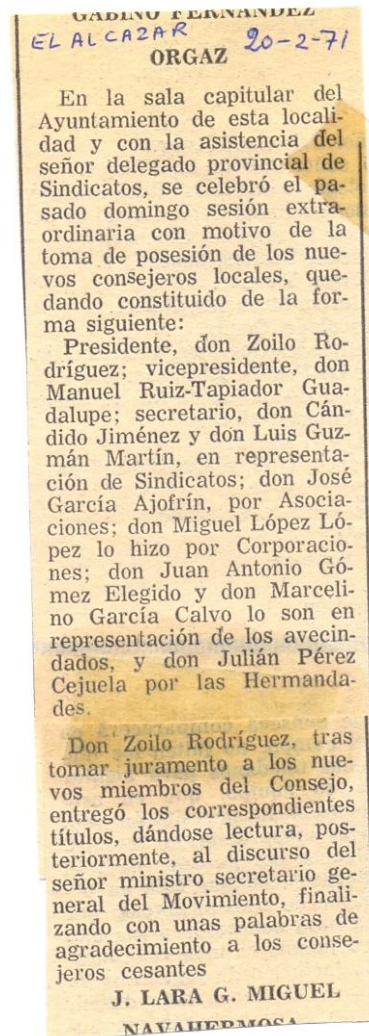 GABINO FERNANDEZ
EL ALCAZAR 20-2-71
ORGAZ
En la sala capitular del
Ayuntamiento de esta locali-
dad y con la asistencia del
señor delegado provincial de
Sindicatos, se celebró el pa-
sado domingo sesión extra-
ordinaria con motivo de la
toma de posesión de los nue-
vos consejeros locales, que-
dando constituido de la for-
ma siguiente:
Presidente, don Zoilo Ro-
dríguez; vicepresidente, don
Manuel Ruiz-Tapiador Gua-
dalupe; secretario, don Cán-
dido Jiménez y don Luis Guz-
mán Martín, en representa-
ción de Sindicatos; don José
García Ajofrín, por Asocia-
ciones; don Miguel López Ló-
pez lo hizo por Corporacio-
nes; don Juan Antonio Gó-
mez Elegido y don Marceli-
no García Calvo lo son en
representación de los avecin-
dados, y don Julián Pérez
Cejuela por las Hermanda-
des.
Don Zoilo Rodríguez, tras
tomar juramento a los nue-
vos miembros del Consejo,
entregó los correspondientes
títulos, dándose lectura, pos-
teriormente, al discurso del
señor ministro secretario ge-
neral del Movimiento, finali-
zando con unas palabras de
agradecimiento a los conse-
jeros cesantes
J. LARA G. MIGUEL
NAVAHERMOSA